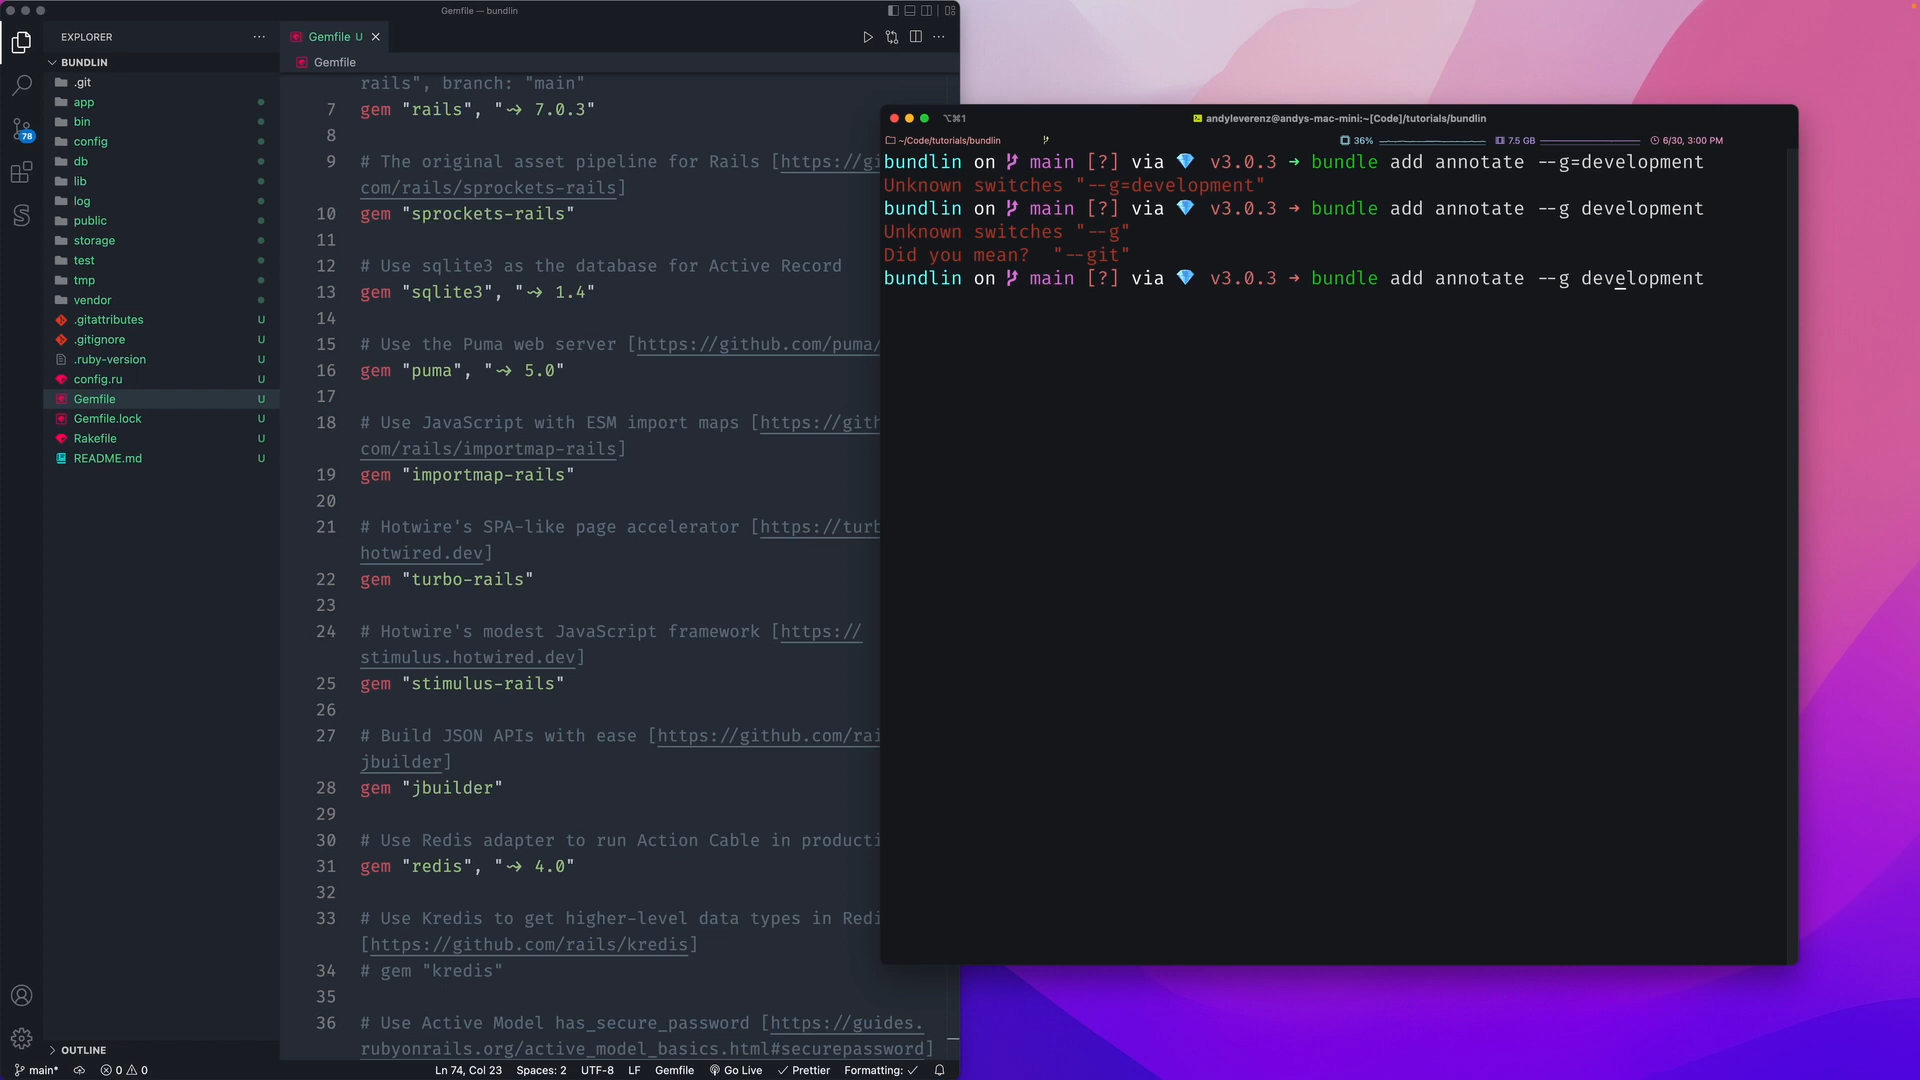 Gemfile — bundlin
EXPLORER
BUNDLIN
.git
app
bin
config
db
lib
log
public
storage
test
tmp
vendor
.gitattributes U
.gitignore U
.ruby-version U
config.ru U
Gemfile U
Gemfile.lock U
Rakefile U
README.md U
OUTLINE
78
Gemfile U
Gemfile
rails", branch: "main"
7 gem "rails", "~> 7.0.3"
8
9 # The original asset pipeline for Rails [https://gi
com/rails/sprockets-rails]
10 gem "sprockets-rails"
11
12 # Use sqlite3 as the database for Active Record
13 gem "sqlite3", "~> 1.4"
14
15 # Use the Puma web server [https://github.com/puma/
16 gem "puma", "~> 5.0"
17
18 # Use JavaScript with ESM import maps [https://gith
com/rails/importmap-rails]
19 gem "importmap-rails"
20
21 # Hotwire's SPA-like page accelerator [https://turb
hotwired.dev]
22 gem "turbo-rails"
23
24 # Hotwire's modest JavaScript framework [https://
stimulus.hotwired.dev]
25 gem "stimulus-rails"
26
27 # Build JSON APIs with ease [https://github.com/rai
jbuilder]
28 gem "jbuilder"
29
30 # Use Redis adapter to run Action Cable in producti
31 gem "redis", "~> 4.0"
32
33 # Use Kredis to get higher-level data types in Redi
[https://github.com/rails/kredis]
34 # gem "kredis"
35
36 # Use Active Model has_secure_password [https://guides.
rubyonrails.org/active_model_basics.html#securepassword]
main* 0 0
Ln 74, Col 23 Spaces: 2 UTF-8 LF Gemfile Go Live Prettier Formatting:
⌥⌘1 andyleverenz@andys-mac-mini:~[Code]/tutorials/bundlin
~/Code/tutorials/bundlin 36% 7.5 GB 6/30, 3:00 PM
bundlin on main [?] via 💎 v3.0.3 → bundle add annotate --g=development
Unknown switches "--g=development"
bundlin on main [?] via 💎 v3.0.3 → bundle add annotate --g development
Unknown switches "--g"
Did you mean? "--git"
bundlin on main [?] via 💎 v3.0.3 → bundle add annotate --g development